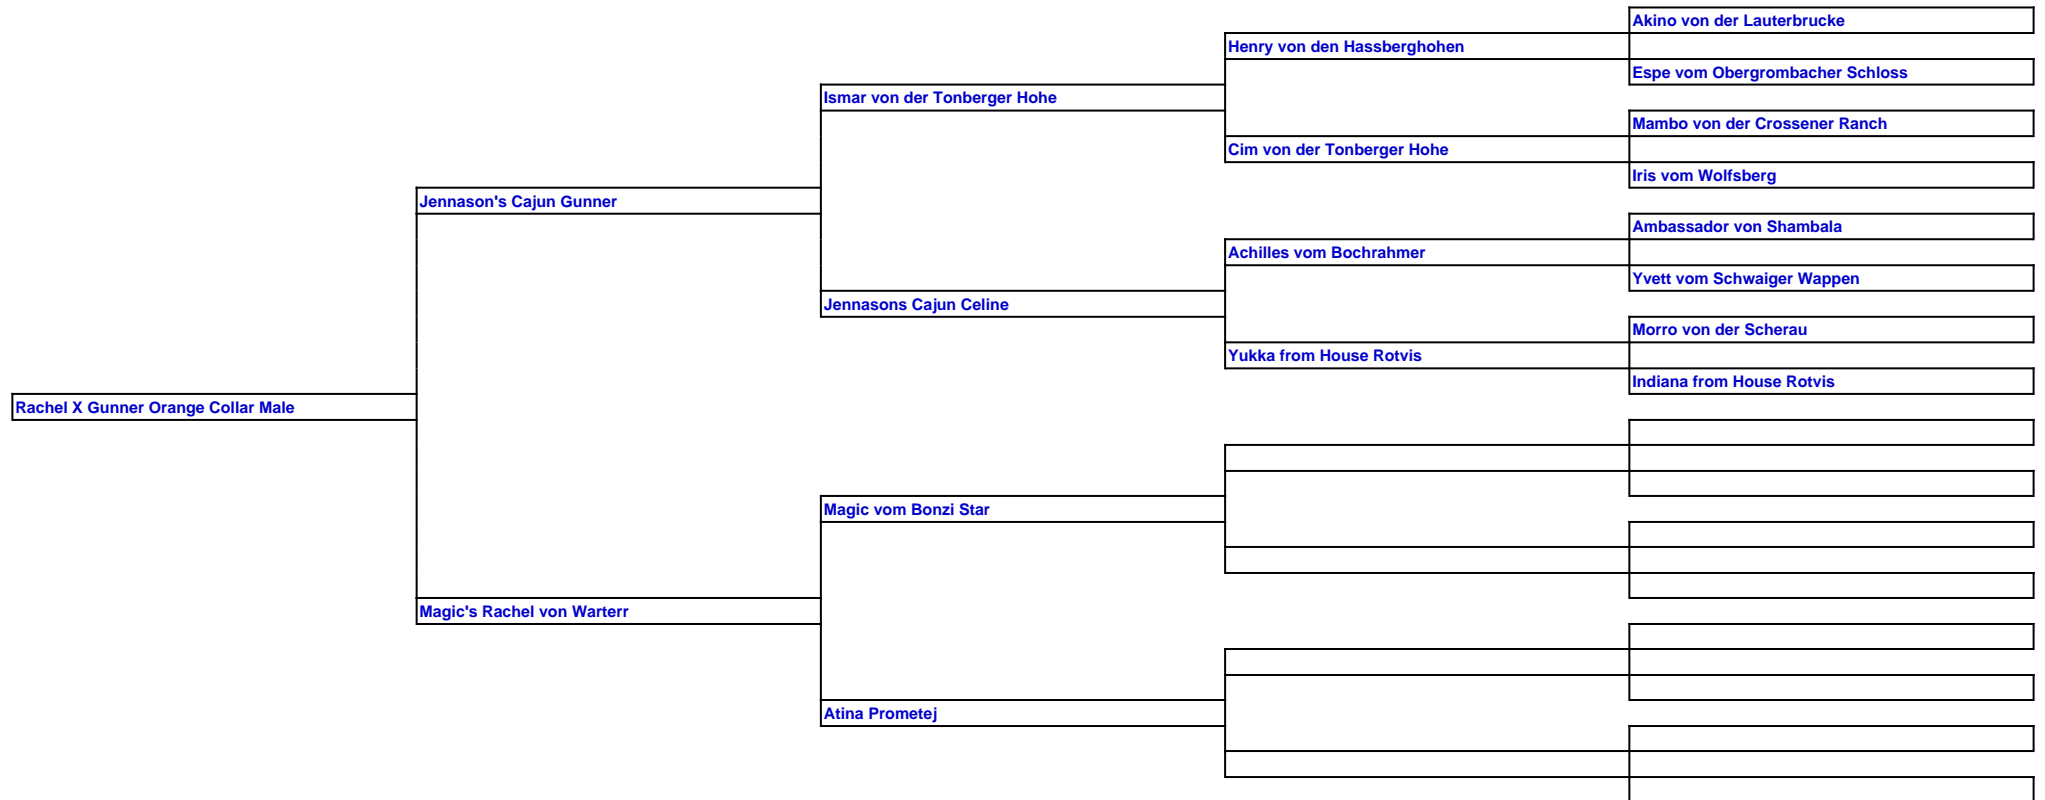 Akino von der Lauterbrucke
Henry von den Hassberghohen
Espe vom Obergrombacher Schloss
Ismar von der Tonberger Hohe
Mambo von der Crossener Ranch
Cim von der Tonberger Hohe
Iris vom Wolfsberg
Jennason's Cajun Gunner
Ambassador von Shambala
Achilles vom Bochrahmer
Yvett vom Schwaiger Wappen
Jennasons Cajun Celine
Morro von der Scherau
Yukka from House Rotvis
Indiana from House Rotvis
Rachel X Gunner Orange Collar Male
Magic vom Bonzi Star
Magic's Rachel von Warterr
Atina Prometej